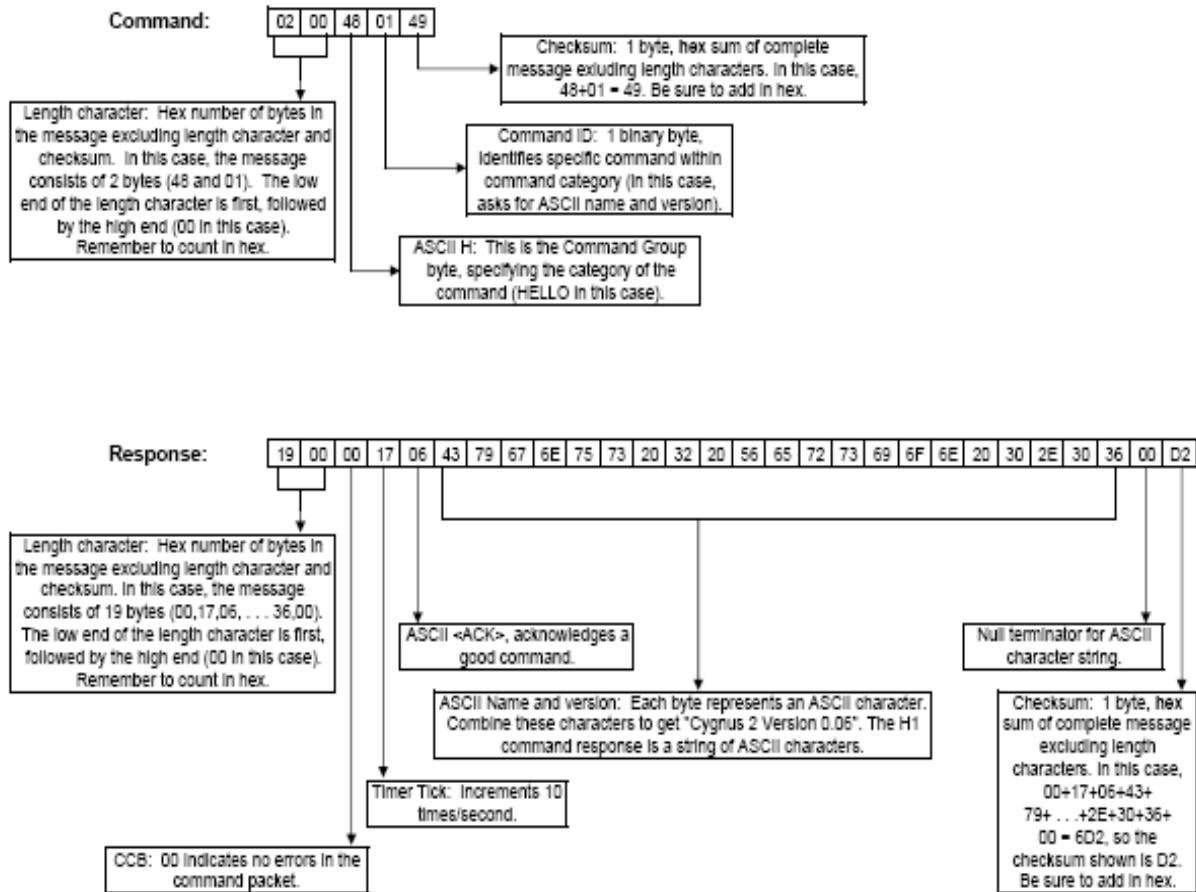 Command: 02 00 48 01 49
Checksum: 1 byte, hex sum of complete
message exluding length characters. In this case,
48+01 = 49. Be sure to add in hex.
Length character: Hex number of bytes in
the message excluding length character and
checksum. In this case, the message
consists of 2 bytes (48 and 01). The low
end of the length character is first, followed
by the high end (00 in this case).
Remember to count in hex.
Command ID: 1 binary byte,
identifies specific command within
command category (in this case,
asks for ASCII name and version).
ASCII H: This is the Command Group
byte, specifying the category of the
command (HELLO in this case).
Response: 19 00 00 17 06 43 79 67 6E 75 73 20 32 20 56 65 72 73 69 6F 6E 20 30 2E 30 36 00 D2
Length character: Hex number of bytes in
the message excluding length character and
checksum. In this case, the message
consists of 19 bytes (00,17,06, . . . 36,00).
The low end of the length character is first,
followed by the high end (00 in this case).
Remember to count in hex.
ASCII <ACK>, acknowledges a
good command.
Null terminator for ASCII
character string.
ASCII Name and version: Each byte represents an ASCII character.
Combine these characters to get "Cygnus 2 Version 0.06". The H1
command response is a string of ASCII characters.
Checksum: 1 byte, hex
sum of complete message
excluding length
characters. In this case,
00+17+06+43+
79+ . . .+2E+30+36+
00 = 6D2, so the
checksum shown is D2.
Be sure to add in hex.
Timer Tick: Increments 10
times/second.
CCB: 00 indicates no errors in the
command packet.